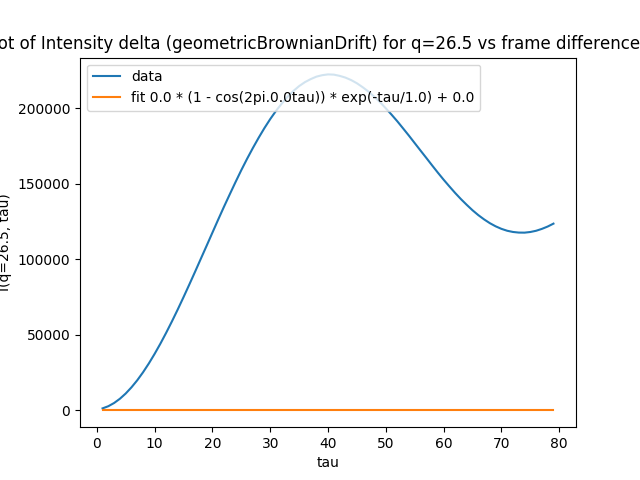 ot of Intensity delta (geometricBrownianDrift) for q=26.5 vs frame difference
data
fit 0.0 * (1 - cos(2pi.0.0tau)) * exp(-tau/1.0) + 0.0
I(q=26.5, tau)
200000
150000
100000
50000
0
0 10 20 30 40 50 60 70 80
tau